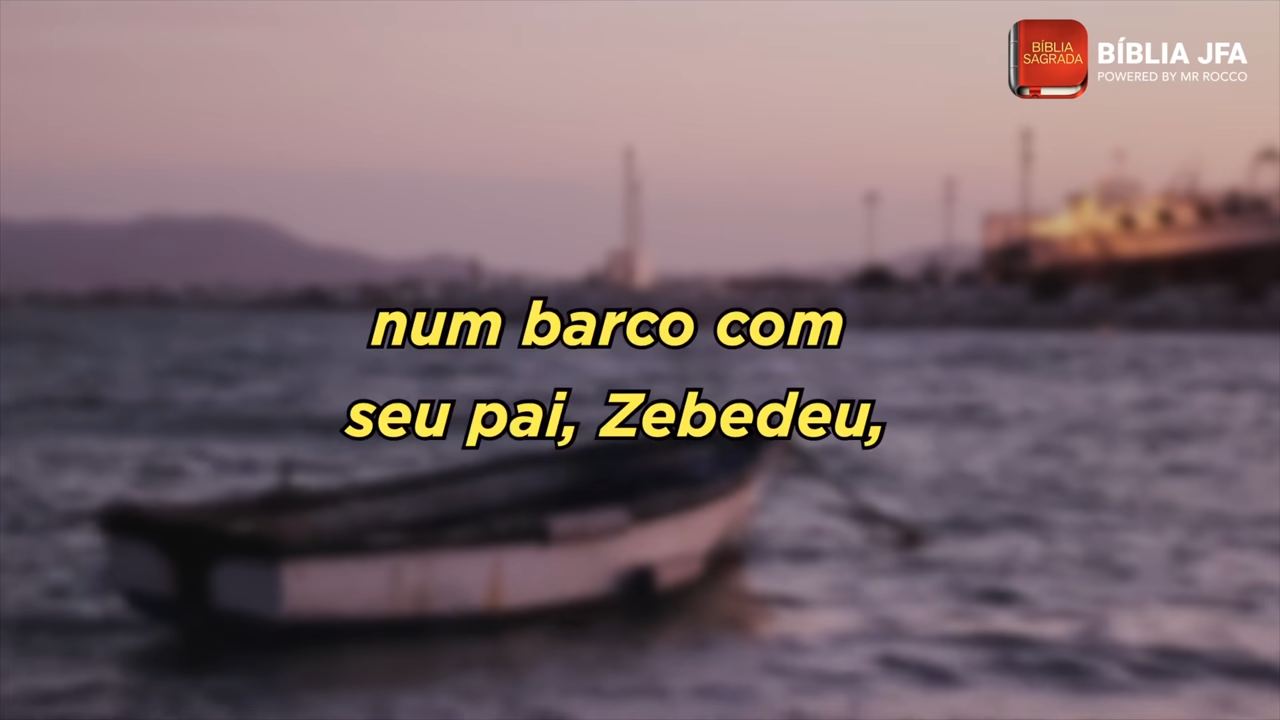 BÍBLIA
SAGRADA
BÍBLIA JFA
POWERED BY MR ROCCO
num barco com
seu pai, Zebedeu,